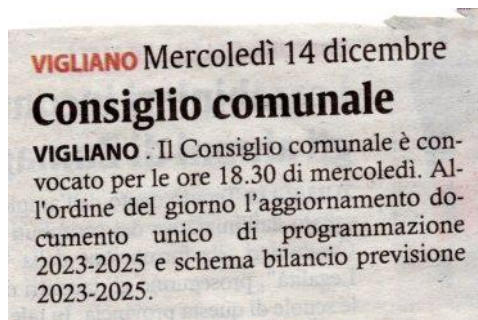 VIGLIANO Mercoledì 14 dicembre
Consiglio comunale
VIGLIANO . Il Consiglio comunale è con-
vocato per le ore 18.30 di mercoledì. Al-
l'ordine del giorno l'aggiornamento do-
cumento unico di programmazione
2023-2025 e schema bilancio previsione
2023-2025.